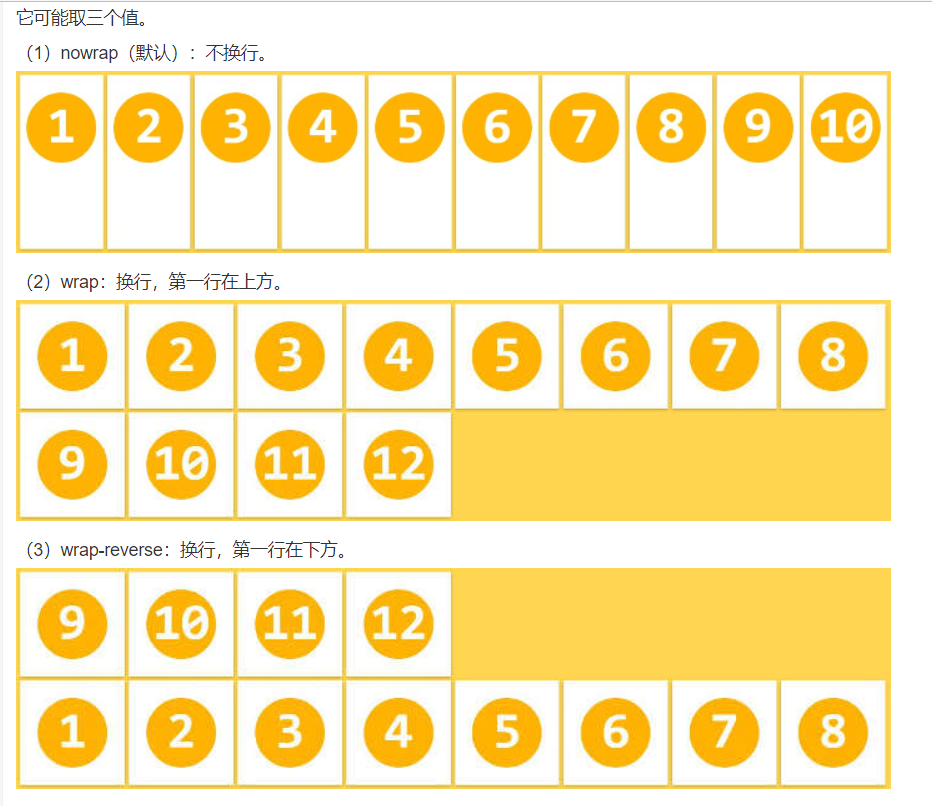 它可能取三个值。
（1）nowrap（默认）：不换行。
1 2 3 4 5 6 7 8 9 10
（2）wrap：换行，第一行在上方。
1 2 3 4 5 6 7 8
9 10 11 12
（3）wrap-reverse：换行，第一行在下方。
9 10 11 12
1 2 3 4 5 6 7 8